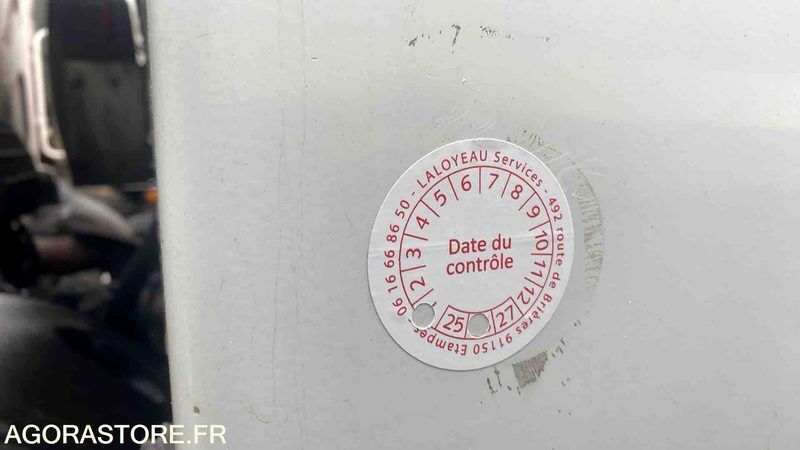 LALOYEAU Services - 492 route de Brières 91150 Etampes - 06 16 66 86 50 -
2 3 4 5 6 7 8 9 10 11 12
Date du
contrôle
25 27
AGORASTORE.FR